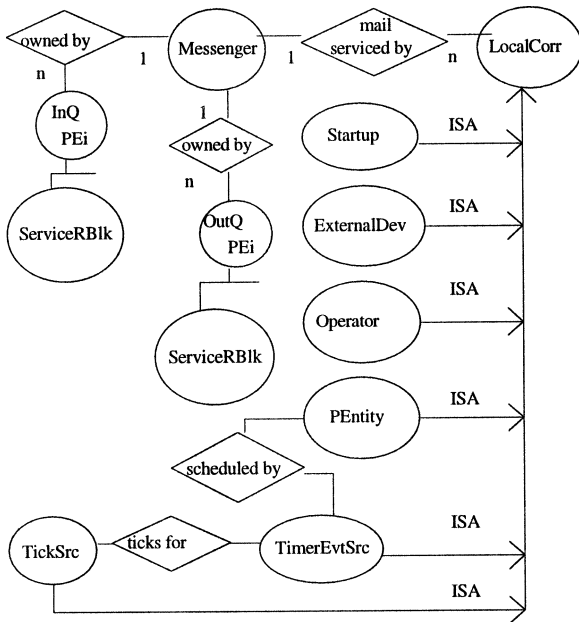 owned by
1
Messenger
1
mail
serviced by
n
LocalCorr
n
InQ
PEi
1
owned by
n
Startup
ISA
ServiceRBlk
OutQ
PEi
ExternalDev
ISA
Operator
ISA
ServiceRBlk
PEntity
ISA
scheduled by
TickSrc
ticks for
TimerEvtSrc
ISA
ISA